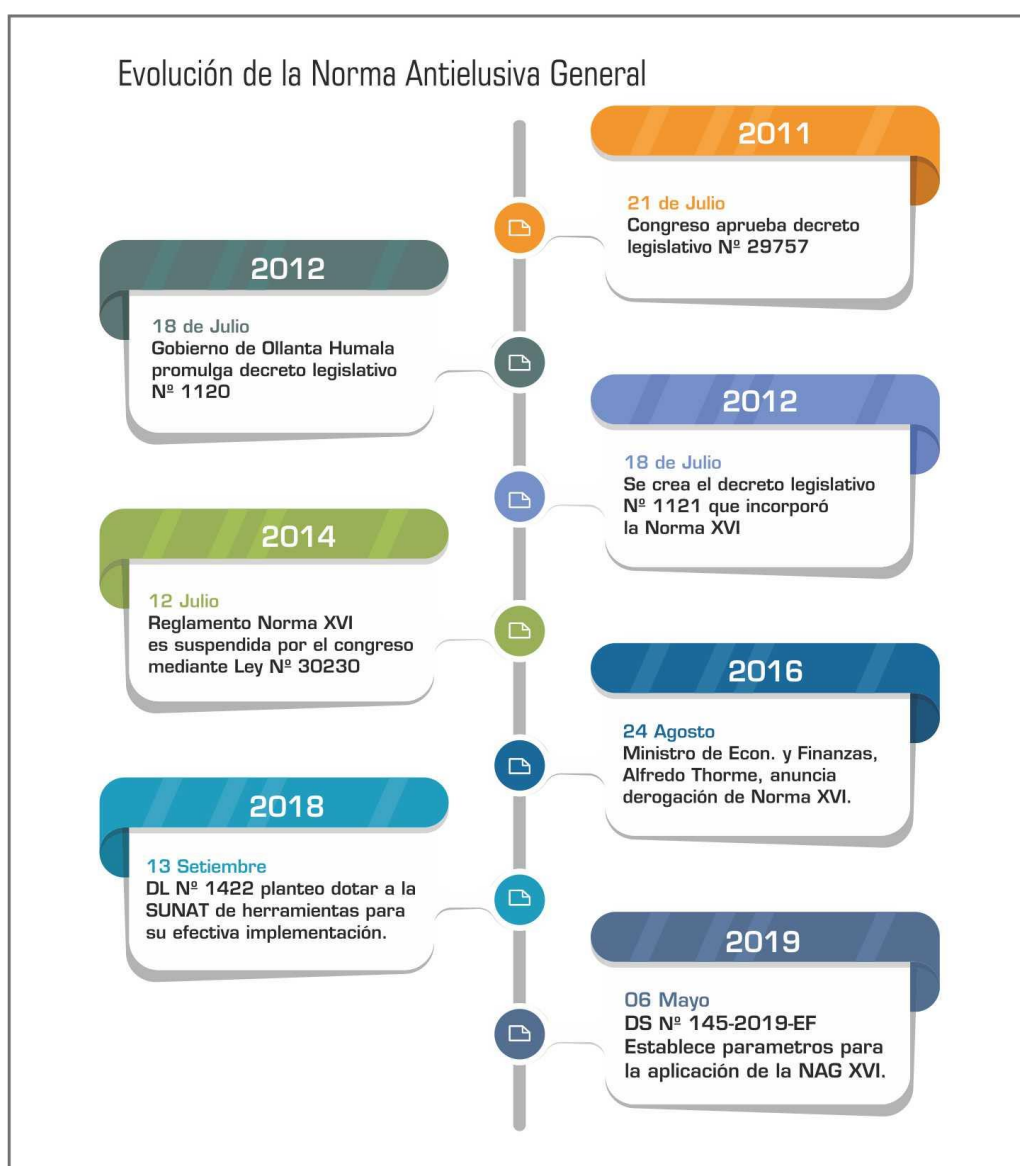 Evolución de la Norma Antielusiva General
2011
21 de Julio
Congreso aprueba decreto
legislativo Nº 29757
2012
18 de Julio
Gobierno de Ollanta Humala
promulga decreto legislativo
Nº 1120
2012
18 de Julio
Se crea el decreto legislativo
Nº 1121 que incorporó
la Norma XVI
2014
12 Julio
Reglamento Norma XVI
es suspendida por el congreso
mediante Ley Nº 30230
2016
24 Agosto
Ministro de Econ. y Finanzas,
Alfredo Thorme, anuncia
derogación de Norma XVI.
2018
13 Setiembre
DL Nº 1422 planteo dotar a la
SUNAT de herramientas para
su efectiva implementación.
2019
06 Mayo
DS Nº 145-2019-EF
Establece parametros para
la aplicación de la NAG XVI.